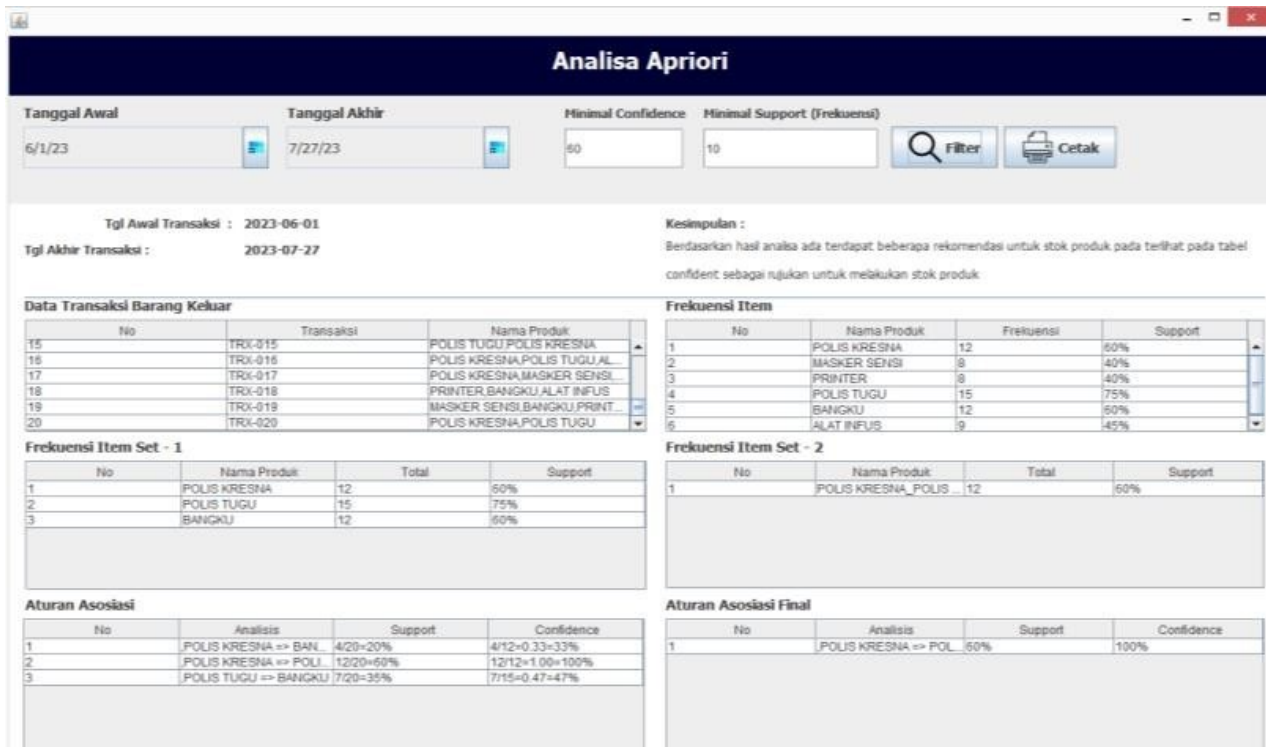 Analisa Apriori
Tanggal Awal Tanggal Akhir Minimal Confidence Minimal Support (Frekuensi)
6/1/23 7/27/23 60 10 Filter Cetak
Tgl Awal Transaksi : 2023-06-01
Tgl Akhir Transaksi : 2023-07-27
Kesimpulan :
Berdasarkan hasil analisa ada terdapat beberapa rekomendasi untuk stok produk pada terlihat pada tabel
confident sebagai rujukan untuk melakukan stok produk
Data Transaksi Barang Keluar
No Transaksi Nama Produk
15 TRX-015 POLIS TUGU,POLIS KRESNA
16 TRX-016 POLIS KRESNA,POLIS TUGU,AL...
17 TRX-017 POLIS KRESNA,MASKER SENSI,...
18 TRX-018 PRINTER,BANGKU,ALAT INFUS
19 TRX-019 MASKER SENSI,BANGKU,PRINT...
20 TRX-020 POLIS KRESNA,POLIS TUGU
Frekuensi Item
No Nama Produk Frekuensi Support
1 POLIS KRESNA 12 60%
2 MASKER SENSI 8 40%
3 PRINTER 8 40%
4 POLIS TUGU 15 75%
5 BANGKU 12 60%
6 ALAT INFUS 9 45%
Frekuensi Item Set - 1
No Nama Produk Total Support
1 POLIS KRESNA 12 60%
2 POLIS TUGU 15 75%
3 BANGKU 12 60%
Frekuensi Item Set - 2
No Nama Produk Total Support
1 ,POLIS KRESNA_POLIS ... 12 60%
Aturan Asosiasi
No Analisis Support Confidence
1 ,POLIS KRESNA => BAN... 4/20=20% 4/12=0.33=33%
2 ,POLIS KRESNA => POLI... 12/20=60% 12/12=1.00=100%
3 ,POLIS TUGU => BANGKU 7/20=35% 7/15=0.47=47%
Aturan Asosiasi Final
No Analisis Support Confidence
1 ,POLIS KRESNA => POL... 60% 100%